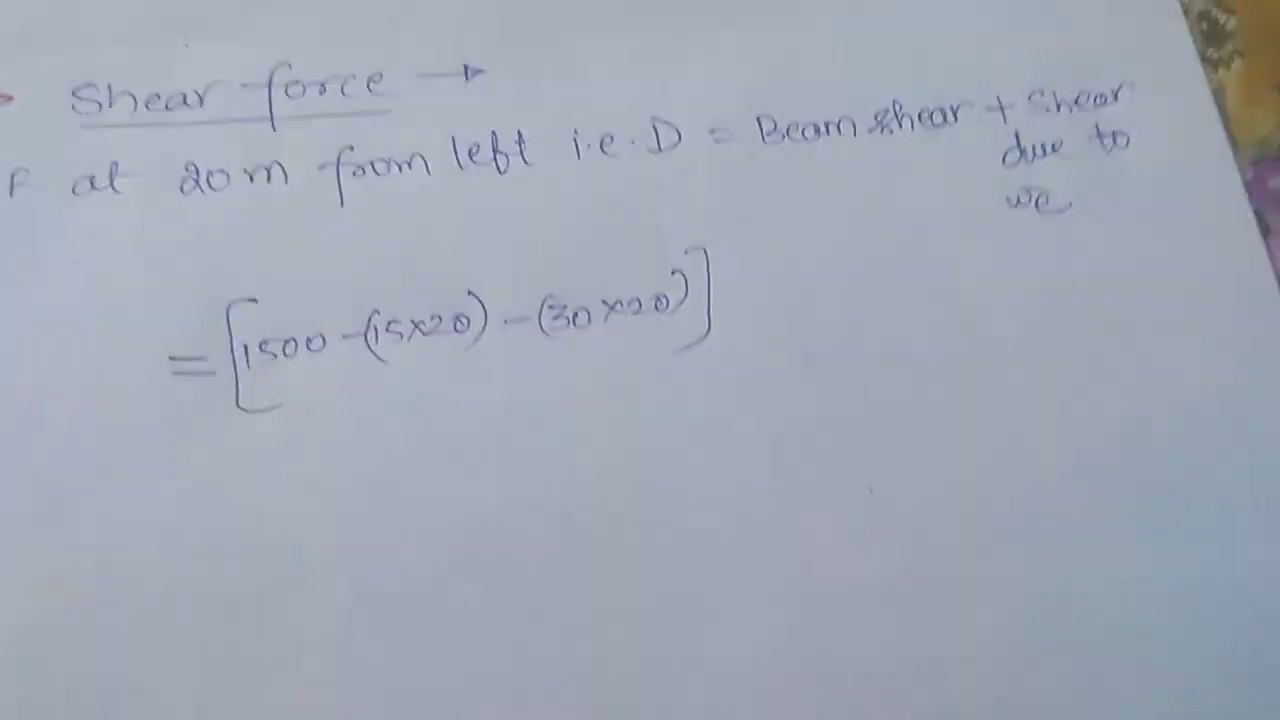 Shear force →
F at 20m from left i.e. D = Beam shear + shear
due to
we
= [1500 - (15×20) - (30×20)]